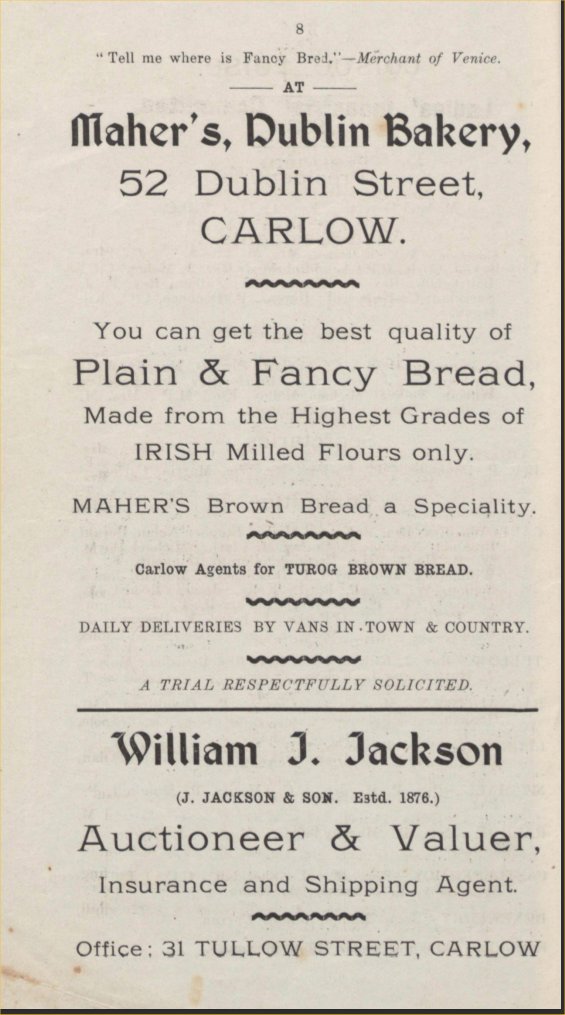 8
"Tell me where is Fancy Bred."—Merchant of Venice.
AT
Maher's, Dublin Bakery,
52 Dublin Street,
CARLOW.
You can get the best quality of
Plain & Fancy Bread,
Made from the Highest Grades of
IRISH Milled Flours only.
MAHER'S Brown Bread a Speciality.
Carlow Agents for TUROG BROWN BREAD.
DAILY DELIVERIES BY VANS IN TOWN & COUNTRY.
A TRIAL RESPECTFULLY SOLICITED.
William J. Jackson
(J. JACKSON & SON. Estd. 1876.)
Auctioneer & Valuer,
Insurance and Shipping Agent.
Office: 31 TULLOW STREET, CARLOW